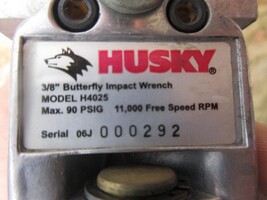 HUSKY®
3/8" Butterfly Impact Wrench
MODEL H4025
Max. 90 PSIG 11,000 Free Speed RPM
Serial 06J 000292